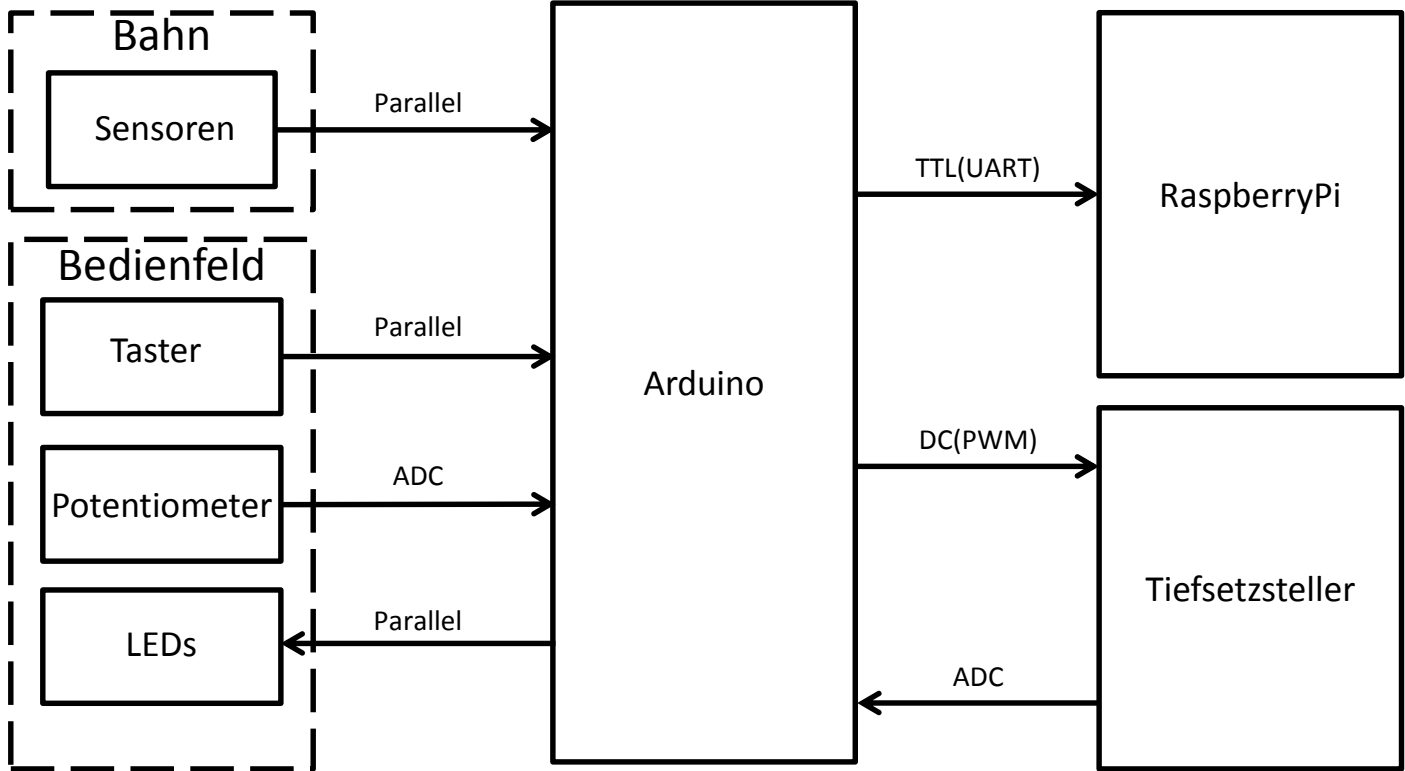 Bahn
Sensoren
Parallel
Bedienfeld
Taster
Parallel
Potentiometer
ADC
LEDs
Parallel
Arduino
TTL(UART)
RaspberryPi
DC(PWM)
Tiefsetzsteller
ADC